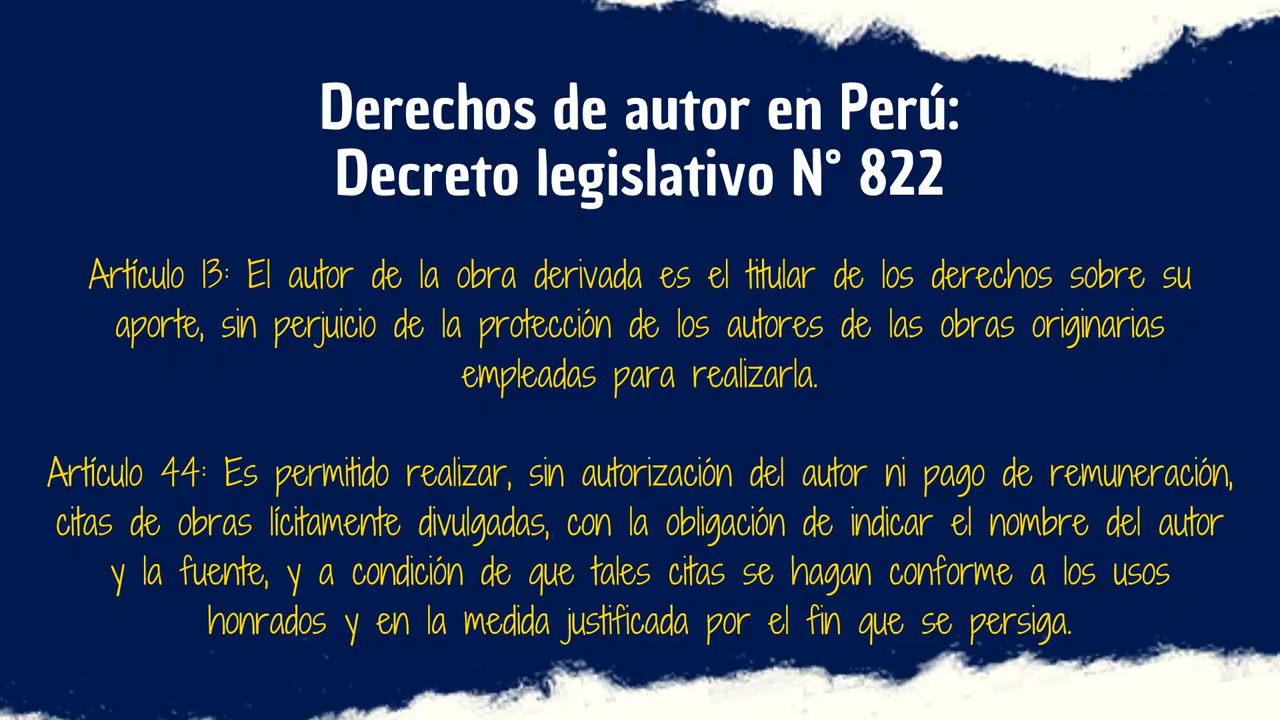 Derechos de autor en Perú:
Decreto legislativo N° 822
Artículo 13: El autor de la obra derivada es el titular de los derechos sobre su
aporte, sin perjuicio de la protección de los autores de las obras originarias
empleadas para realizarla.
Artículo 44: Es permitido realizar, sin autorización del autor ni pago de remuneración,
citas de obras lícitamente divulgadas, con la obligación de indicar el nombre del autor
y la fuente, y a condición de que tales citas se hagan conforme a los usos
honrados y en la medida justificada por el fin que se persiga.